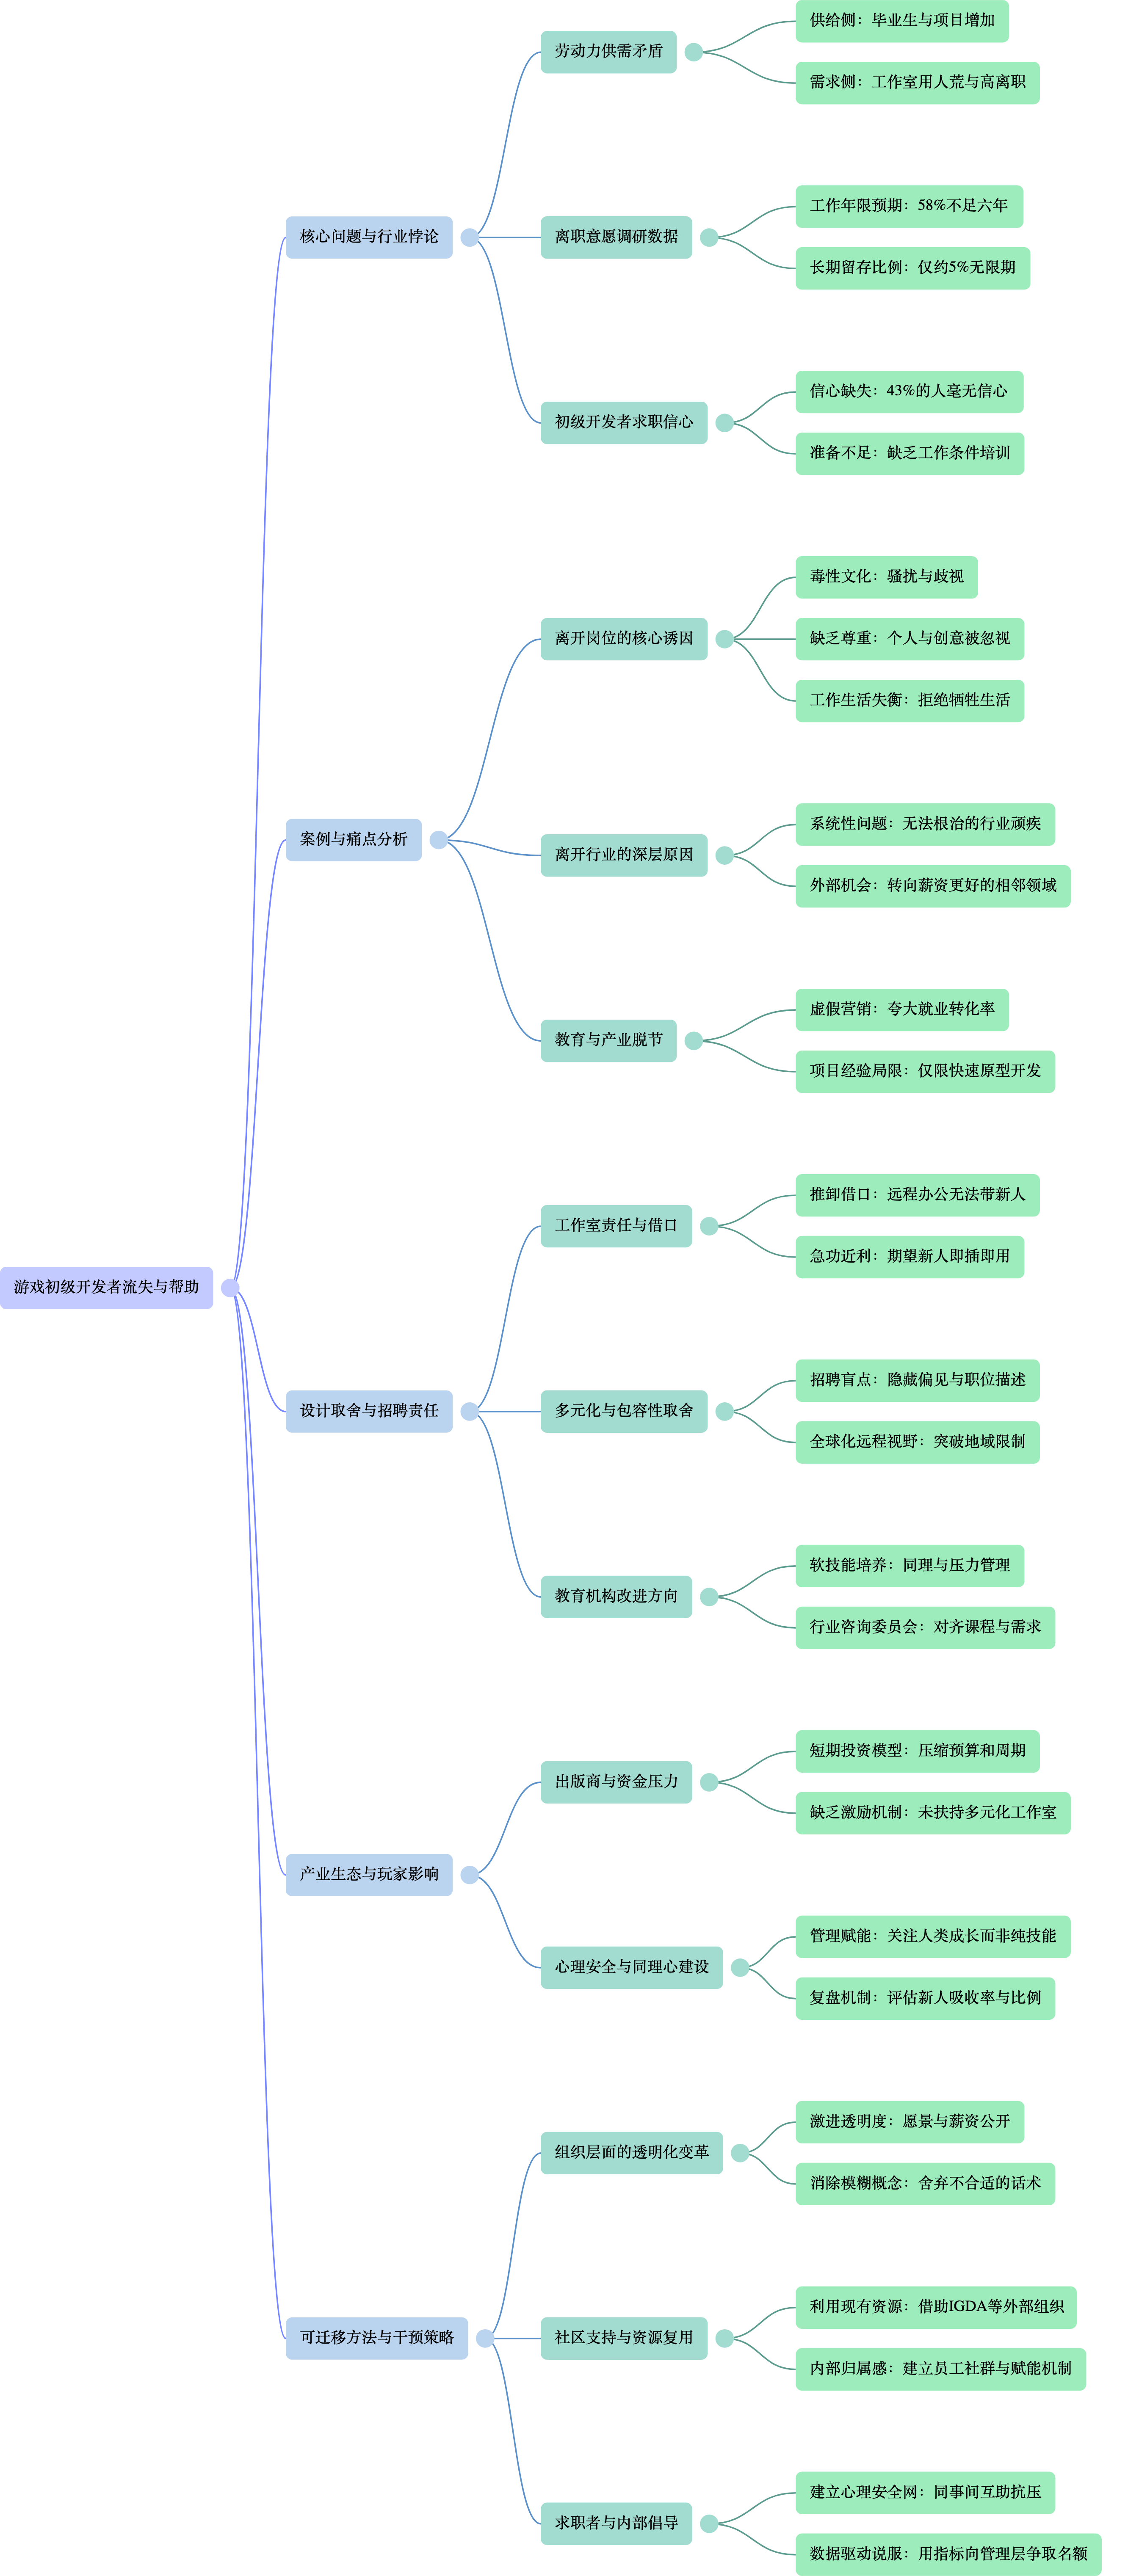 游戏初级开发者流失与帮助
核心问题与行业悖论
劳动力供需矛盾
供给侧：毕业生与项目增加
需求侧：工作室用人荒与高离职
离职意愿调研数据
工作年限预期：58%不足六年
长期留存比例：仅约5%无限期
初级开发者求职信心
信心缺失：43%的人毫无信心
准备不足：缺乏工作条件培训
案例与痛点分析
离开岗位的核心诱因
毒性文化：骚扰与歧视
缺乏尊重：个人与创意被忽视
工作生活失衡：拒绝牺牲生活
离开行业的深层原因
系统性问题：无法根治的行业顽疾
外部机会：转向薪资更好的相邻领域
教育与产业脱节
虚假营销：夸大就业转化率
项目经验局限：仅限快速原型开发
设计取舍与招聘责任
工作室责任与借口
推卸借口：远程办公无法带新人
急功近利：期望新人即插即用
多元化与包容性取舍
招聘盲点：隐藏偏见与职位描述
全球化远程视野：突破地域限制
教育机构改进方向
软技能培养：同理与压力管理
行业咨询委员会：对齐课程与需求
产业生态与玩家影响
出版商与资金压力
短期投资模型：压缩预算和周期
缺乏激励机制：未扶持多元化工作室
心理安全与同理心建设
管理赋能：关注人类成长而非纯技能
复盘机制：评估新人吸收率与比例
可迁移方法与干预策略
组织层面的透明化变革
激进透明度：愿景与薪资公开
消除模糊概念：舍弃不合适的话术
社区支持与资源复用
利用现有资源：借助IGDA等外部组织
内部归属感：建立员工社群与赋能机制
求职者与内部倡导
建立心理安全网：同事间互助抗压
数据驱动说服：用指标向管理层争取名额